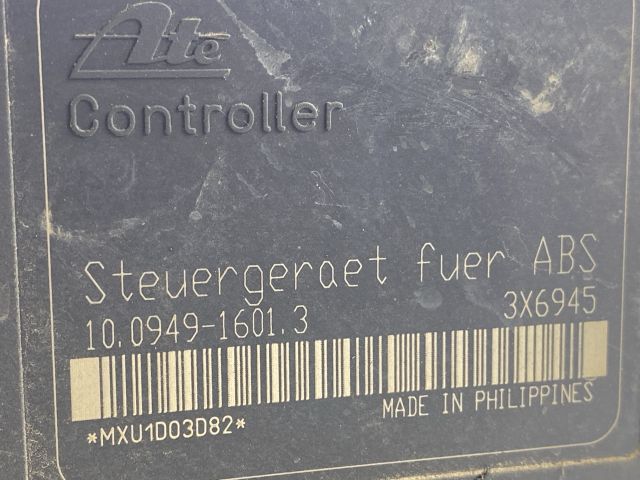 Ate
Controller
Steuergeraet fuer ABS
10.0949-1601.3 3X6945
*MXU1D03D82* MADE IN PHILIPPINES